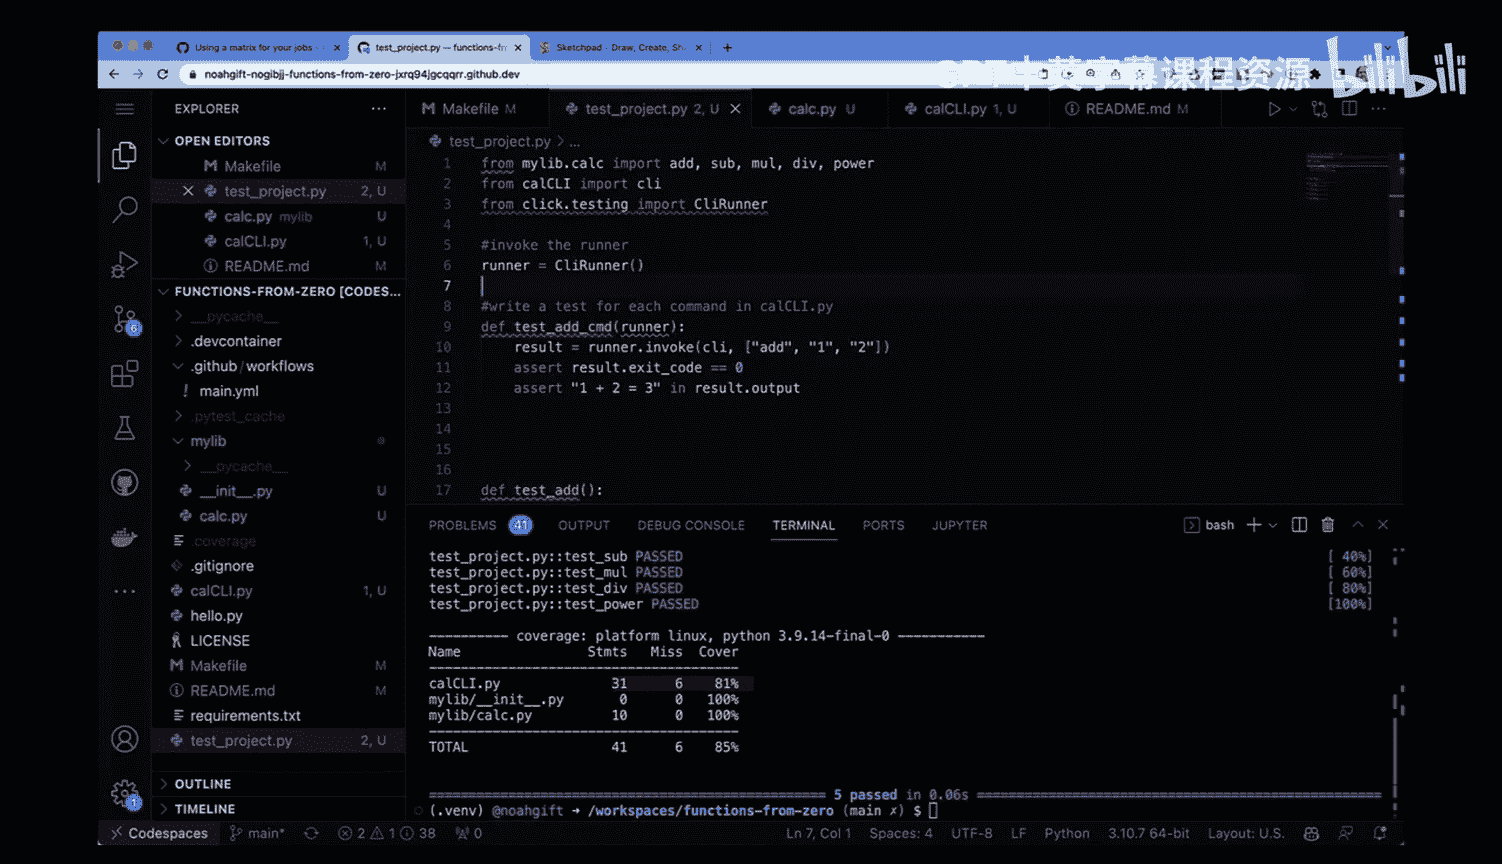 Using a matrix for your jobs -
test_project.py — functions-fr
Sketchpad - Draw, Create, Sh
noahgift-nogibjj-functions-from-zero-jxrq94jgcqqrr.github.dev
中英字幕课程资源
bilibili
EXPLORER
OPEN EDITORS
Makefile M
test_project.py 2, U
calc.py mylib U
calCLI.py 1, U
README.md M
FUNCTIONS-FROM-ZERO [CODES...
__pycache__
.devcontainer
.github/workflows
main.yml
.pytest_cache
mylib
__pycache__
__init__.py U
calc.py U
.coverage
.gitignore
calCLI.py 1, U
hello.py
LICENSE
Makefile M
README.md M
requirements.txt
test_project.py 2, U
OUTLINE
TIMELINE
Makefile M
test_project.py 2, U
calc.py U
calCLI.py 1, U
README.md M
test_project.py > ...
1 from mylib.calc import add, sub, mul, div, power
2 from calCLI import cli
3 from click.testing import CliRunner
4
5 #invoke the runner
6 runner = CliRunner()
7
8 #write a test for each command in calCLI.py
9 def test_add_cmd(runner):
10 result = runner.invoke(cli, ["add", "1", "2"])
11 assert result.exit_code == 0
12 assert "1 + 2 = 3" in result.output
13
14
15
16
17 def test_add():
PROBLEMS 41 OUTPUT DEBUG CONSOLE TERMINAL PORTS JUPYTER
bash
test_project.py::test_sub PASSED [ 40%]
test_project.py::test_mul PASSED [ 60%]
test_project.py::test_div PASSED [ 80%]
test_project.py::test_power PASSED [100%]
---------- coverage: platform linux, python 3.9.14-final-0 -----------
Name Stmts Miss Cover
calCLI.py 31 6 81%
mylib/__init__.py 0 0 100%
mylib/calc.py 10 0 100%
TOTAL 41 6 85%
5 passed in 0.06s
(.venv) @noahgift ➜ /workspaces/functions-from-zero (main ✗) $
6
1
Codespaces main* 2 1 38 0 Ln 7, Col 1 Spaces: 4 UTF-8 LF Python 3.10.7 64-bit Layout: U.S.